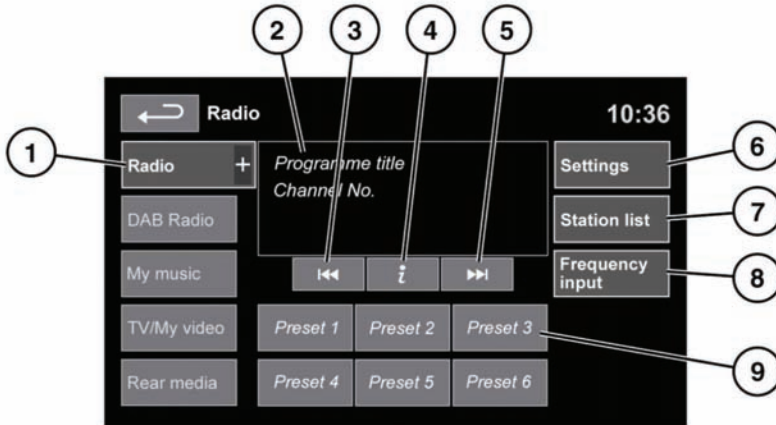 2 3 4 5
Radio 10:36
1 Radio + Programme title Settings 6
Channel No.
DAB Radio Station list 7
My music i Frequency input 8
TV/My video Preset 1 Preset 2 Preset 3 9
Rear media Preset 4 Preset 5 Preset 6